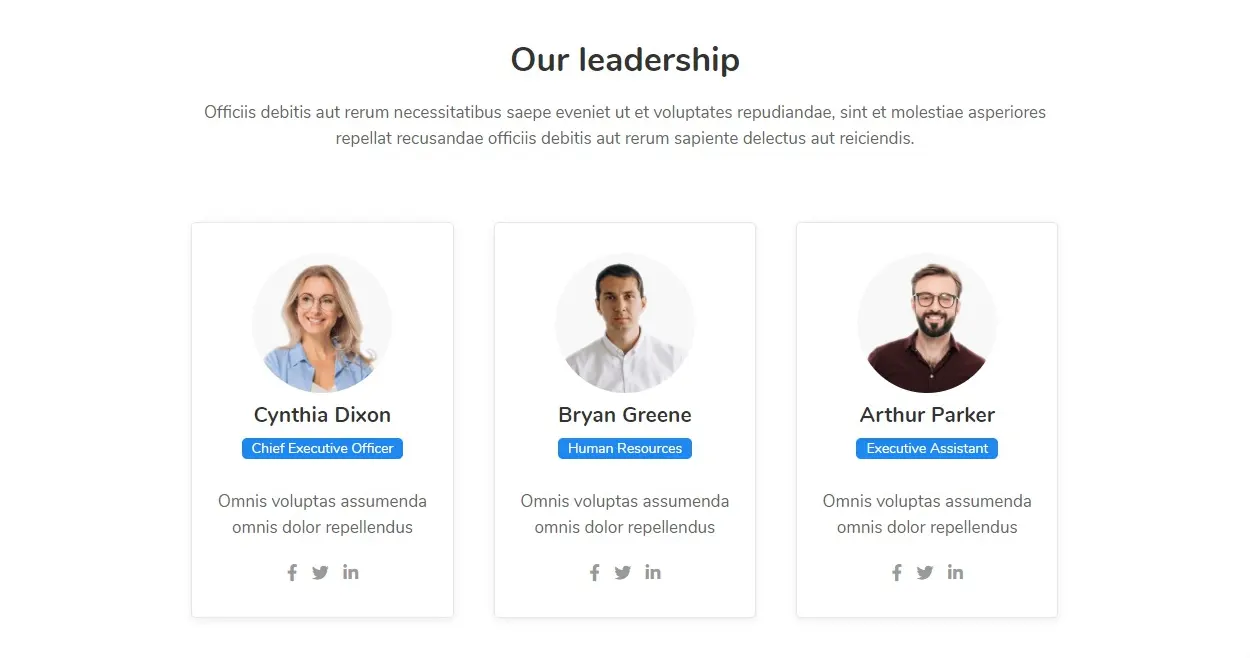 Our leadership
Officiis debitis aut rerum necessitatibus saepe eveniet ut et voluptates repudiandae, sint et molestiae asperiores
repellat recusandae officiis debitis aut rerum sapiente delectus aut reiciendis.
Cynthia Dixon
Chief Executive Officer
Omnis voluptas assumenda
omnis dolor repellendus
Bryan Greene
Human Resources
Omnis voluptas assumenda
omnis dolor repellendus
Arthur Parker
Executive Assistant
Omnis voluptas assumenda
omnis dolor repellendus